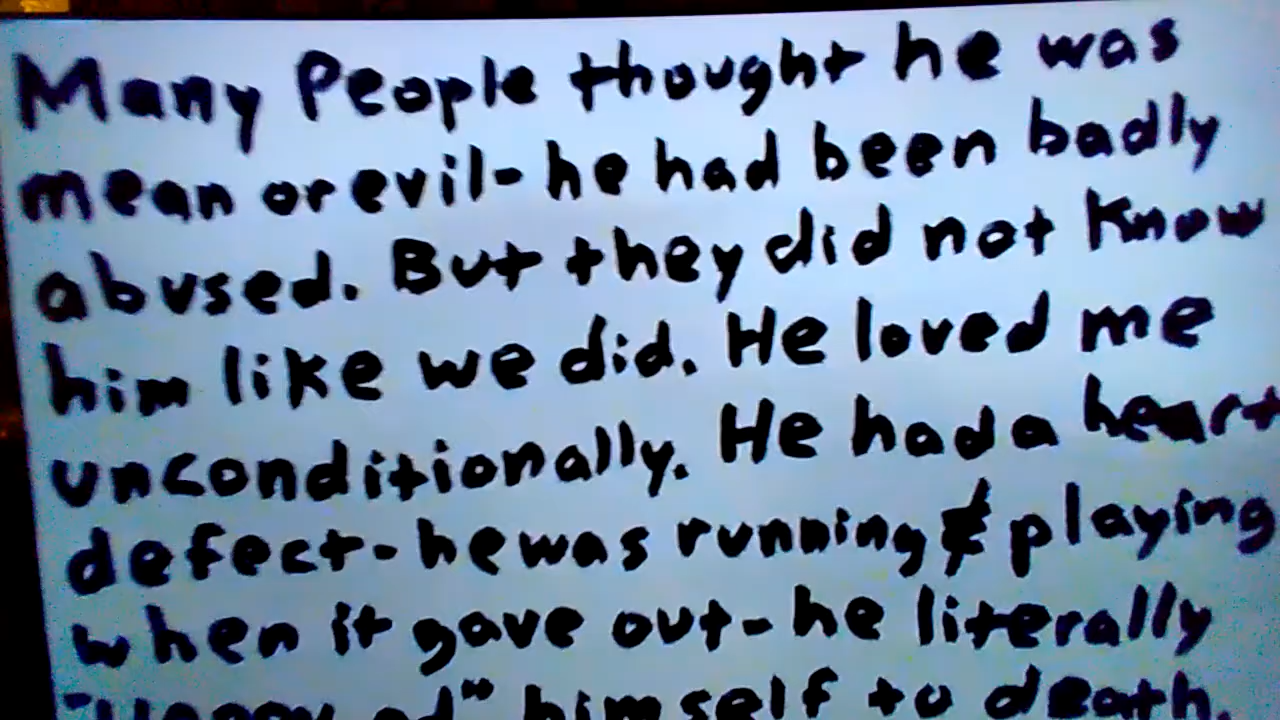 Many People thought he was
mean or evil- he had been badly
abused. But they did not Know
him like we did. He loved me
unconditionally. He had a heart
defect- he was running & playing
when it gave out- he literally
himself to death.